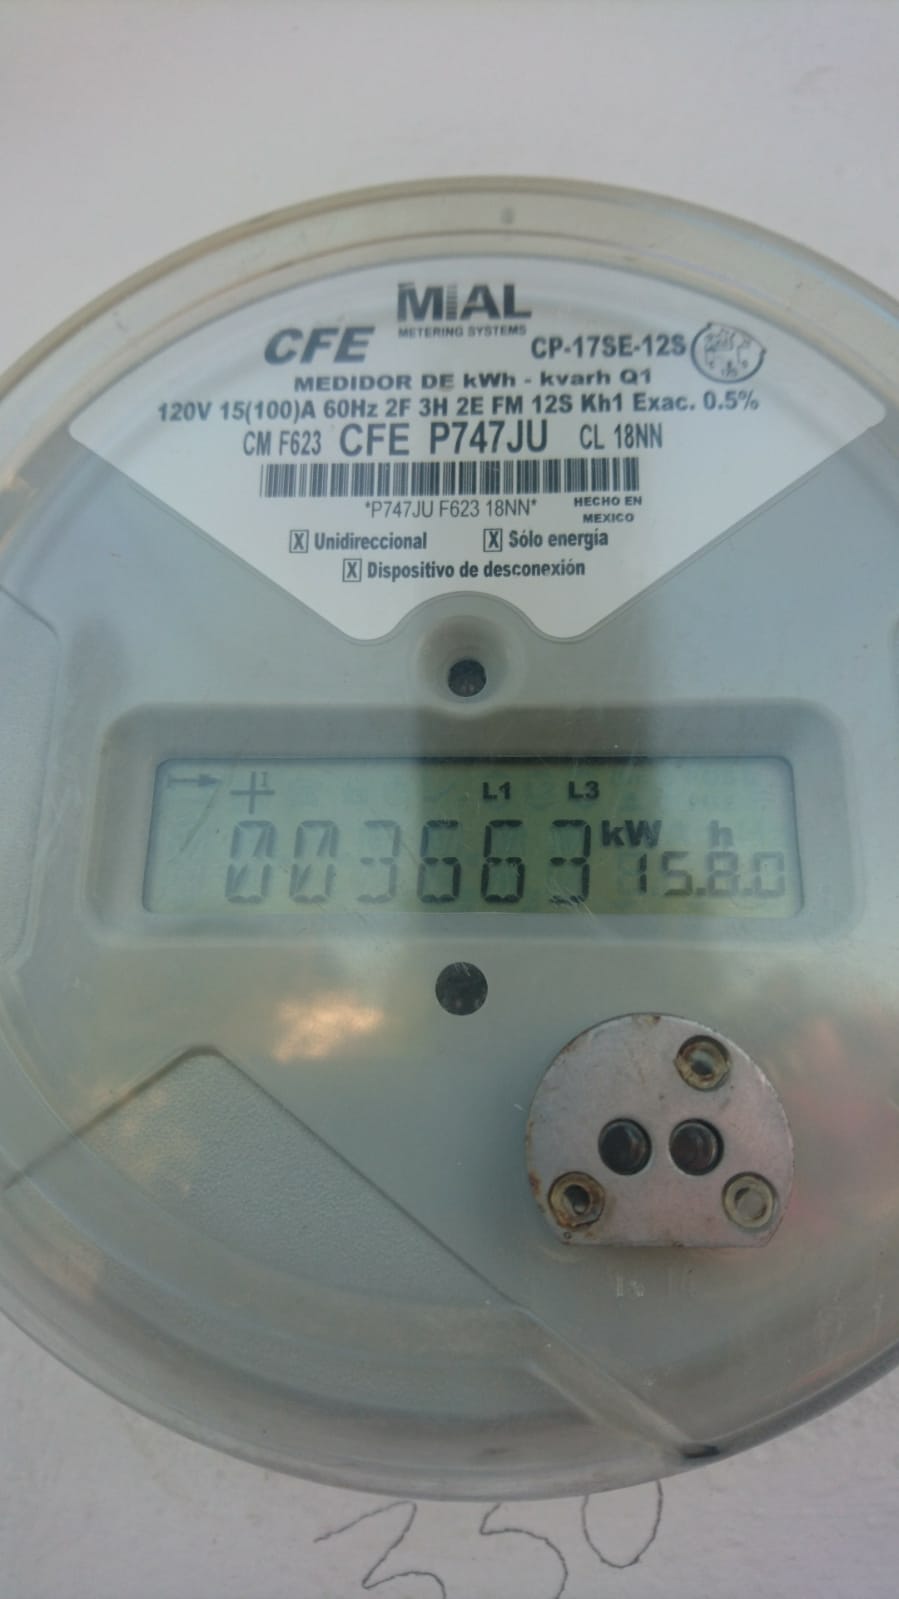 MIAL
METERING SYSTEMS
CFE
CP-17SE-12S
MEDIDOR DE kWh - kvarh Q1
120V 15(100)A 60Hz 2F 3H 2E FM 12S Kh1 Exac. 0.5%
CM F623 CFE P747JU CL 18NN
*P747JU F623 18NN*
HECHO EN
MEXICO
X Unidireccional X Sólo energía
X Dispositivo de desconexión
L1 L3
003663 kW h 15.8.0
350